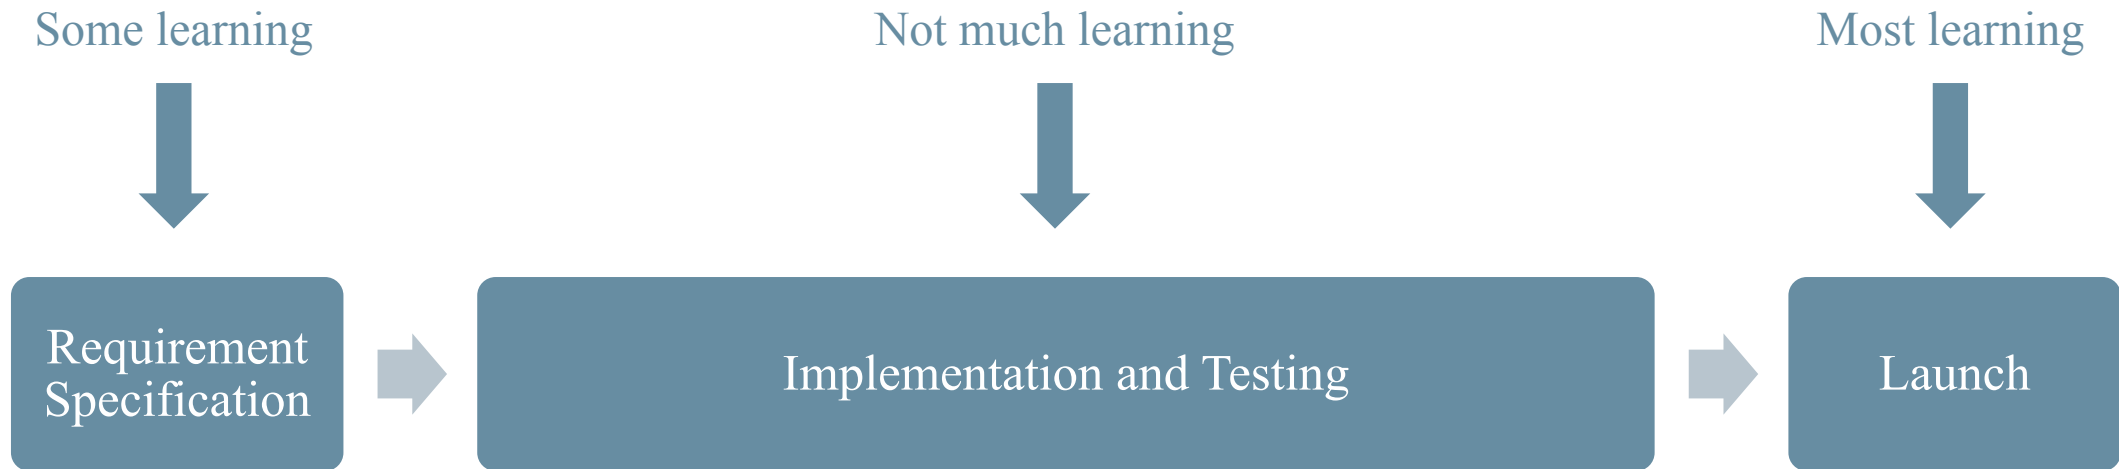 Some learning
Not much learning
Most learning
Requirement
Specification
Implementation and Testing
Launch